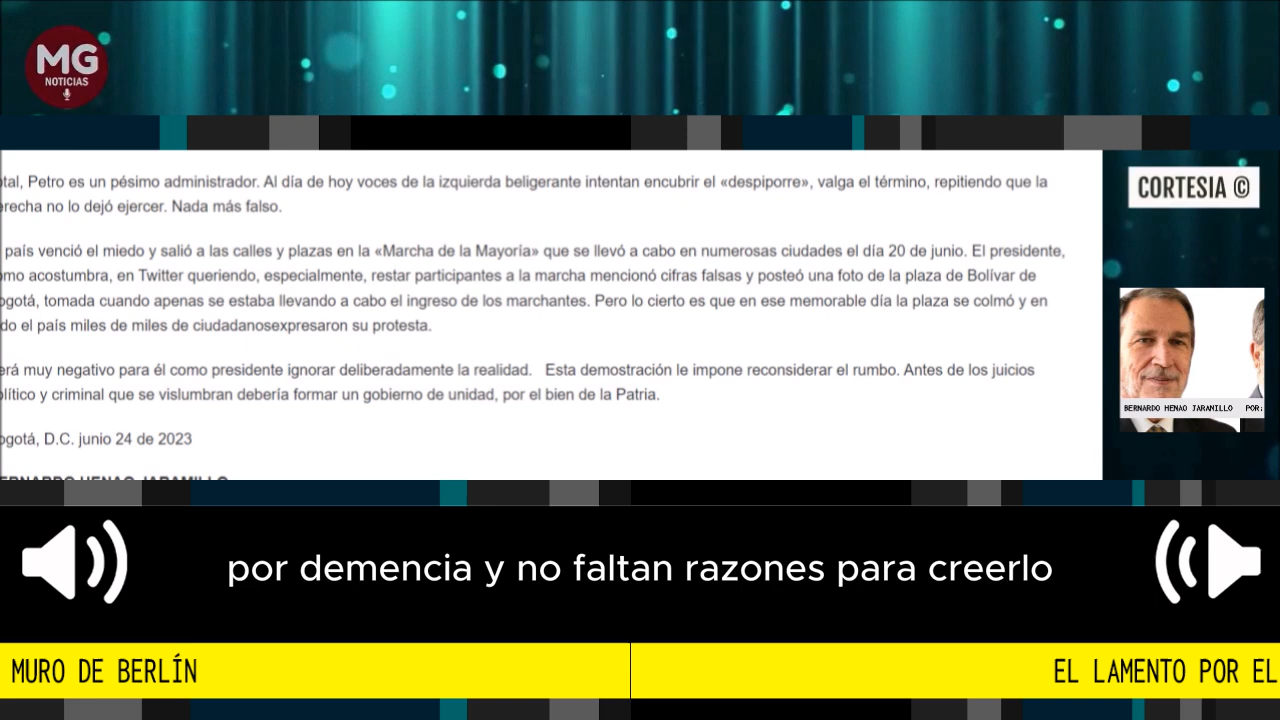 MG
NOTICIAS
tal, Petro es un pésimo administrador. Al día de hoy voces de la izquierda beligerante intentan encubrir el «despiporre», valga el término, repitiendo que la
erecha no lo dejó ejercer. Nada más falso.
país venció el miedo y salió a las calles y plazas en la «Marcha de la Mayoría» que se llevó a cabo en numerosas ciudades el día 20 de junio. El presidente,
omo acostumbra, en Twitter queriendo, especialmente, restar participantes a la marcha mencionó cifras falsas y posteó una foto de la plaza de Bolívar de
ogotá, tomada cuando apenas se estaba llevando a cabo el ingreso de los marchantes. Pero lo cierto es que en ese memorable día la plaza se colmó y en
do el país miles de miles de ciudadanosexpresaron su protesta.
erá muy negativo para él como presidente ignorar deliberadamente la realidad. Esta demostración le impone reconsiderar el rumbo. Antes de los juicios
olítico y criminal que se vislumbran debería formar un gobierno de unidad, por el bien de la Patria.
ogotá, D.C. junio 24 de 2023
ERNARDO HENAO JARAMILLO
CORTESIA ©
BERNARDO HENAO JARAMILLO POR:
por demencia y no faltan razones para creerlo
MURO DE BERLÍN
EL LAMENTO POR EL